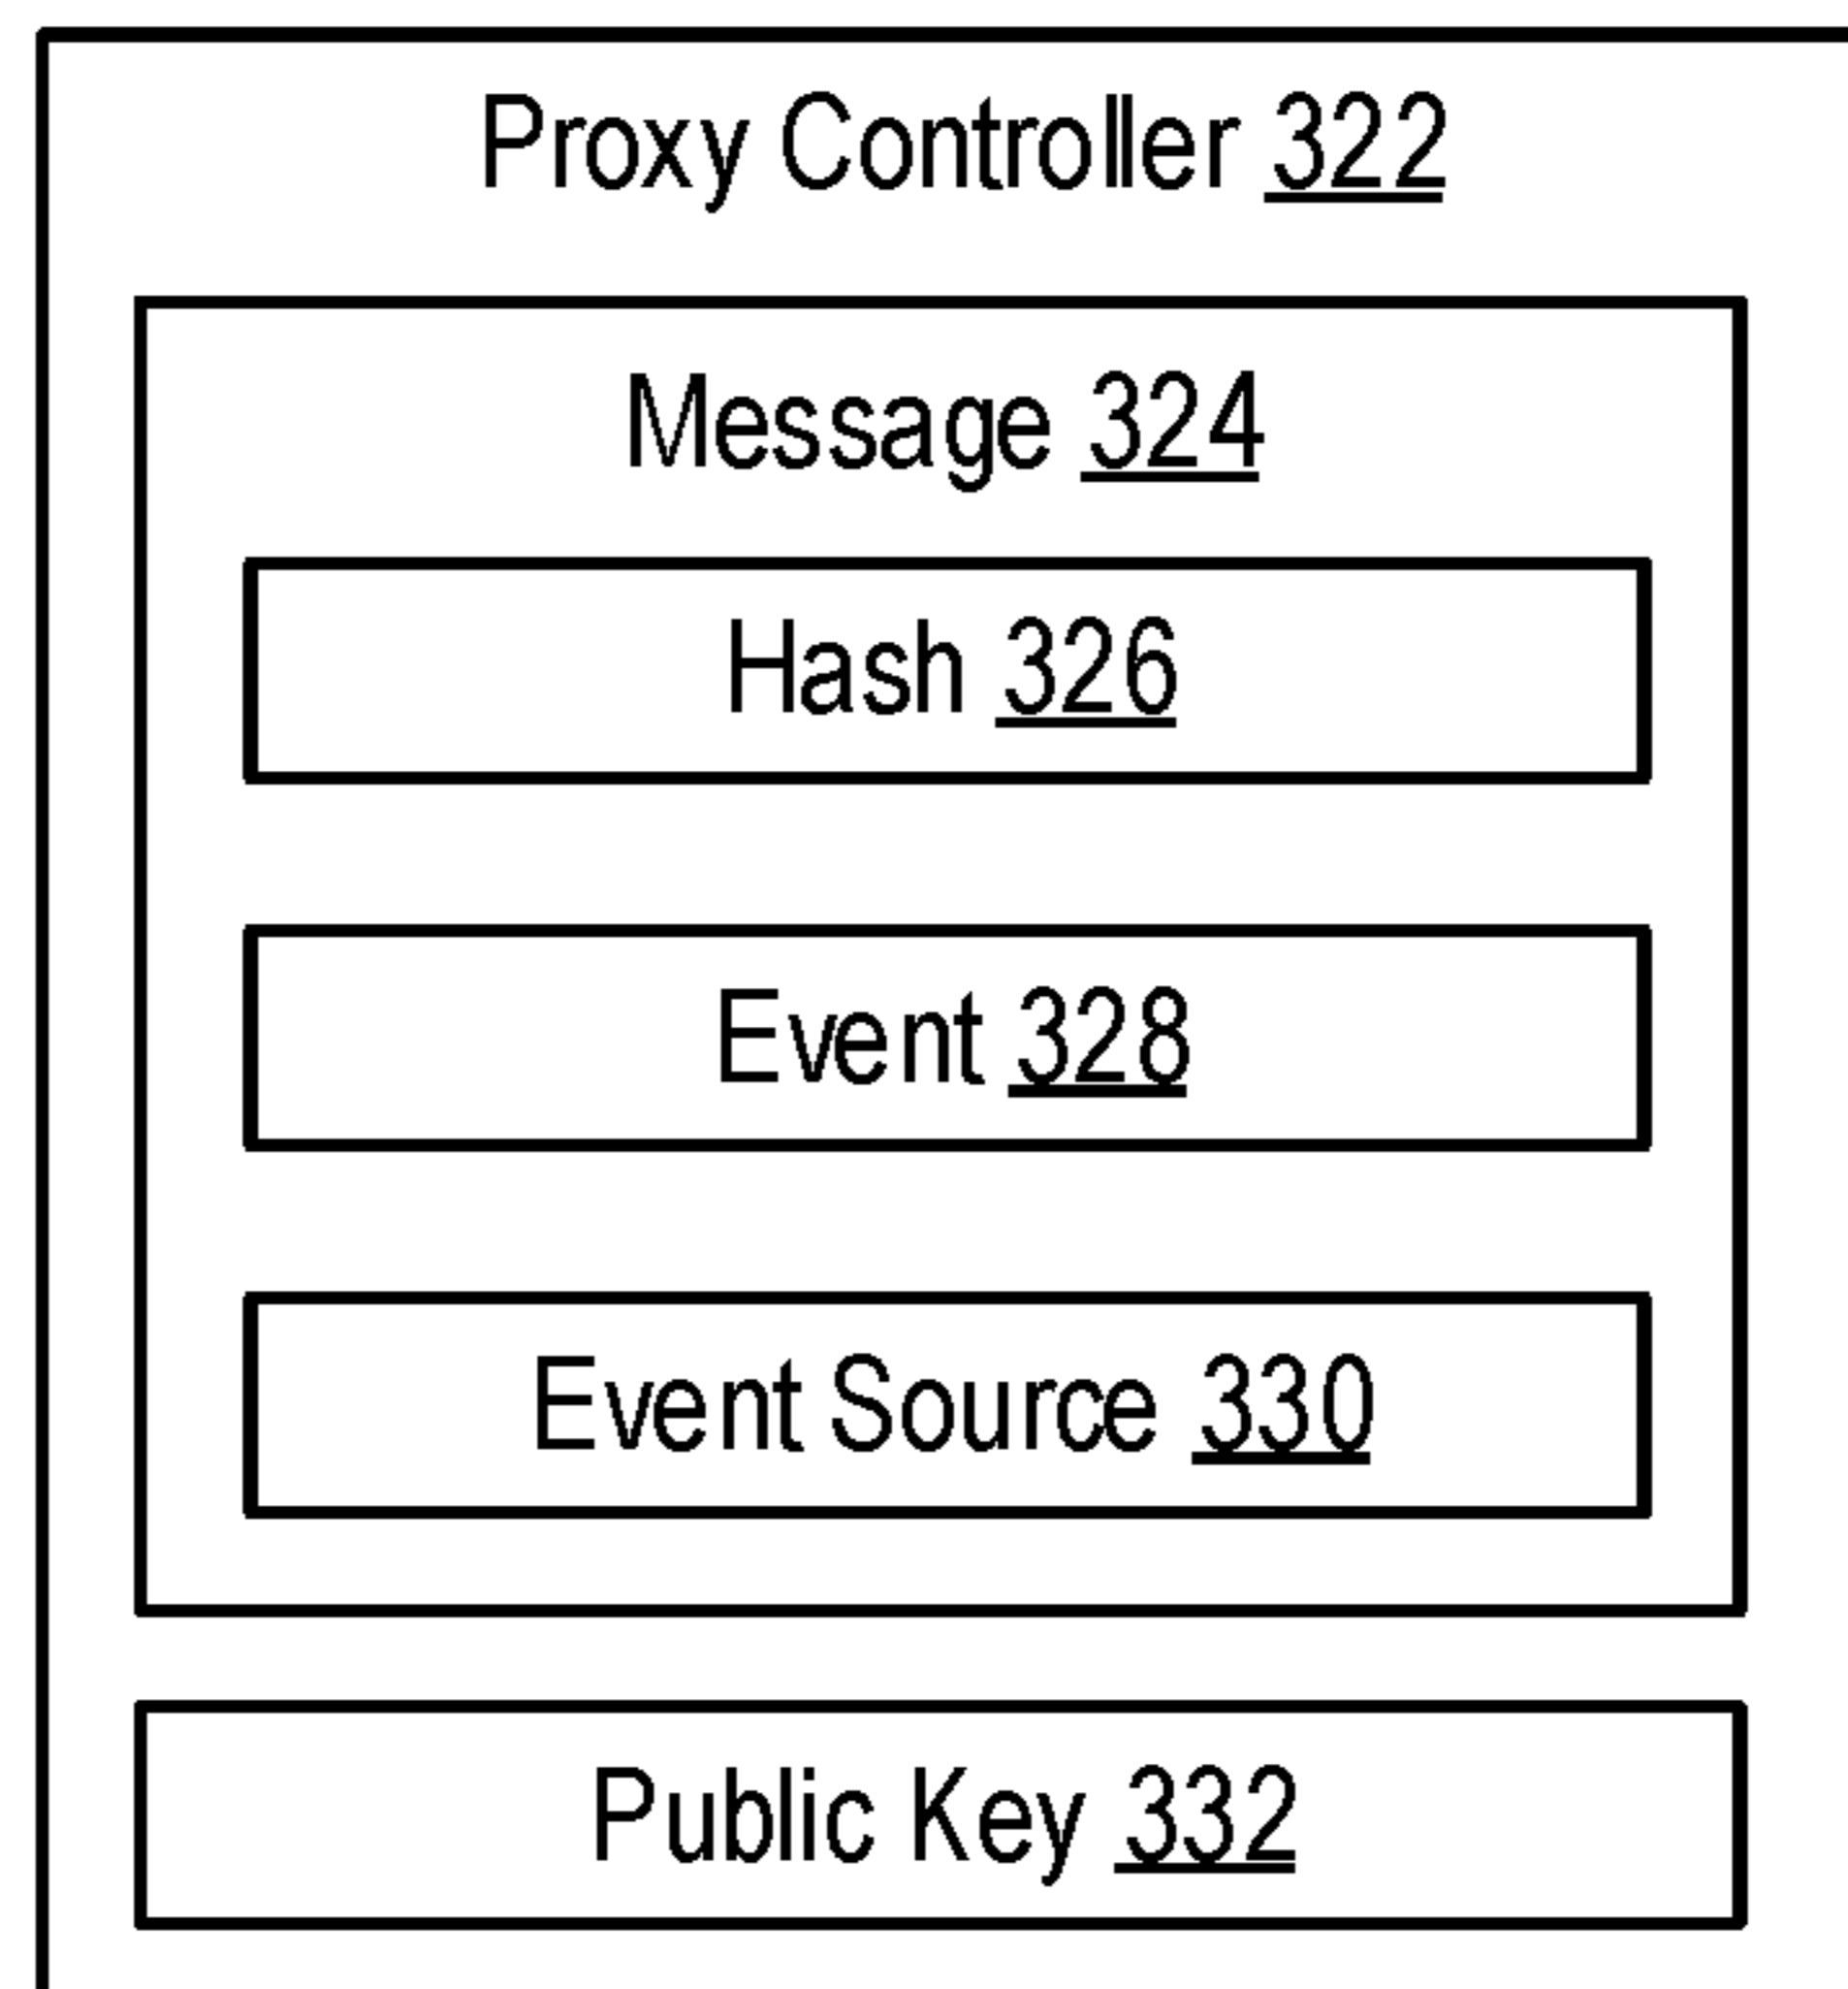 Proxy Controller 322
Message 324
Hash 326
Event 328
Event Source 330
Public Key 332